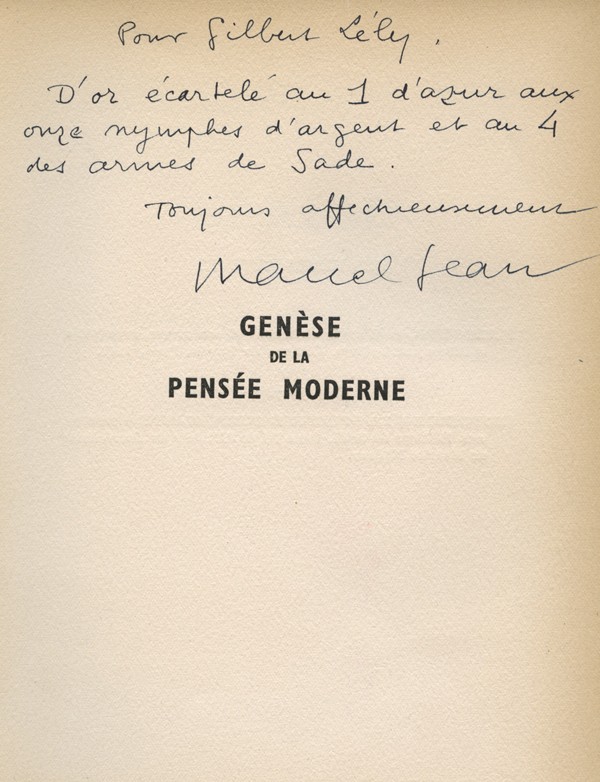 Pour Gilbert Lély.
D'or écartelé au 1 d'azur aux
onze nymphes d'argent et au 4
des armes de Sade.
Toujours affectueusement
Marcel Jean
GENÈSE
DE LA
PENSÉE MODERNE